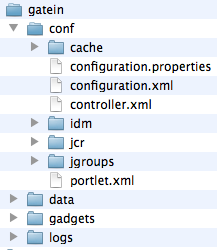 gatein
conf
cache
configuration.properties
configuration.xml
controller.xml
idm
jcr
jgroups
portlet.xml
data
gadgets
logs